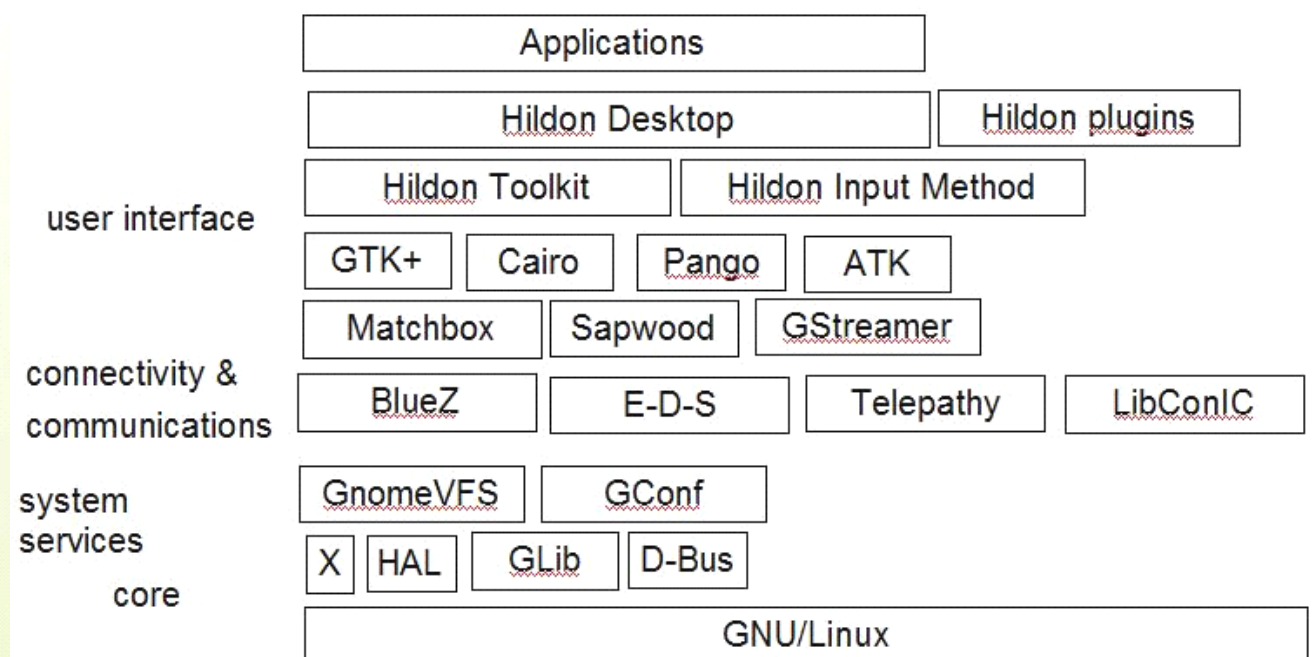 Applications
Hildon Desktop
Hildon plugins
Hildon Toolkit
Hildon Input Method
user interface
GTK+
Cairo
Pango
ATK
Matchbox
Sapwood
GStreamer
connectivity &
communications
BlueZ
E-D-S
Telepathy
LibConIC
system
services
GnomeVFS
GConf
X
HAL
GLib
D-Bus
core
GNU/Linux